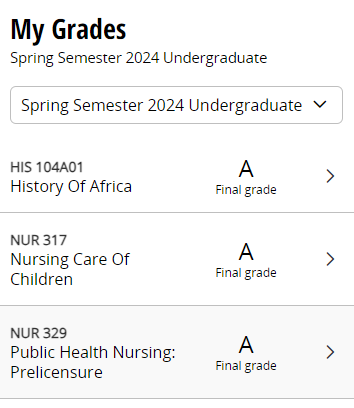 My Grades
Spring Semester 2024 Undergraduate
Spring Semester 2024 Undergraduate
HIS 104A01
History Of Africa
A
Final grade
NUR 317
Nursing Care Of
Children
A
Final grade
NUR 329
Public Health Nursing:
Prelicensure
A
Final grade